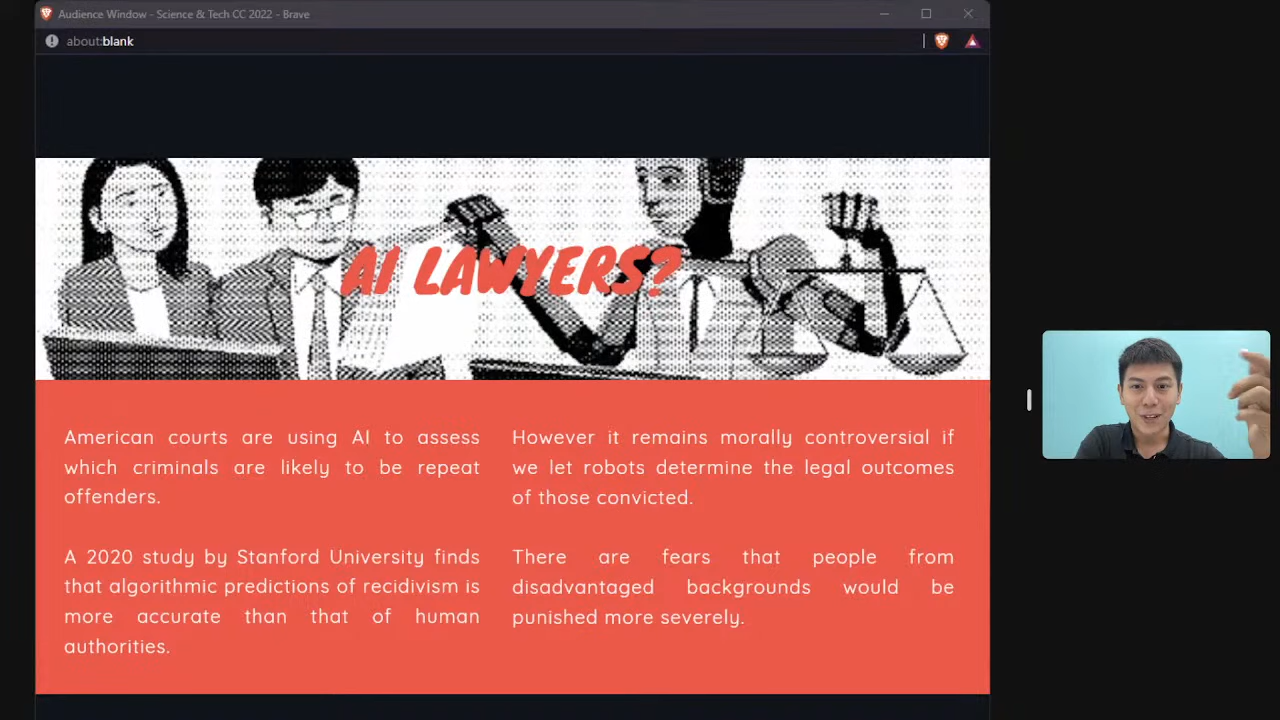 Audience Window - Science & Tech CC 2022 - Brave
about:blank
AI LAWYERS?
American courts are using AI to assess
which criminals are likely to be repeat
offenders.
A 2020 study by Stanford University finds
that algorithmic predictions of recidivism is
more accurate than that of human
authorities.
However it remains morally controversial if
we let robots determine the legal outcomes
of those convicted.
There are fears that people from
disadvantaged backgrounds would be
punished more severely.